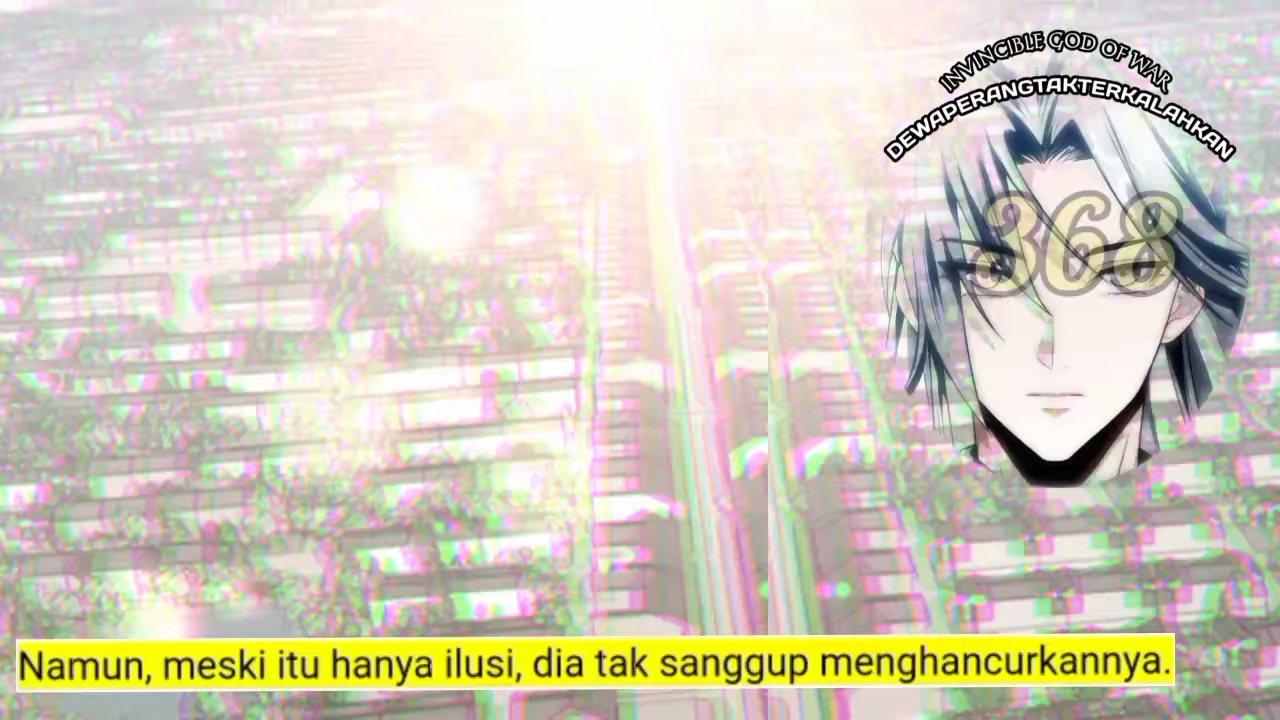 INVINCIBLE GOD OF WAR
DEWAPERANGTAKTERKALAHKAN
368
Namun, meski itu hanya ilusi, dia tak sanggup menghancurkannya.